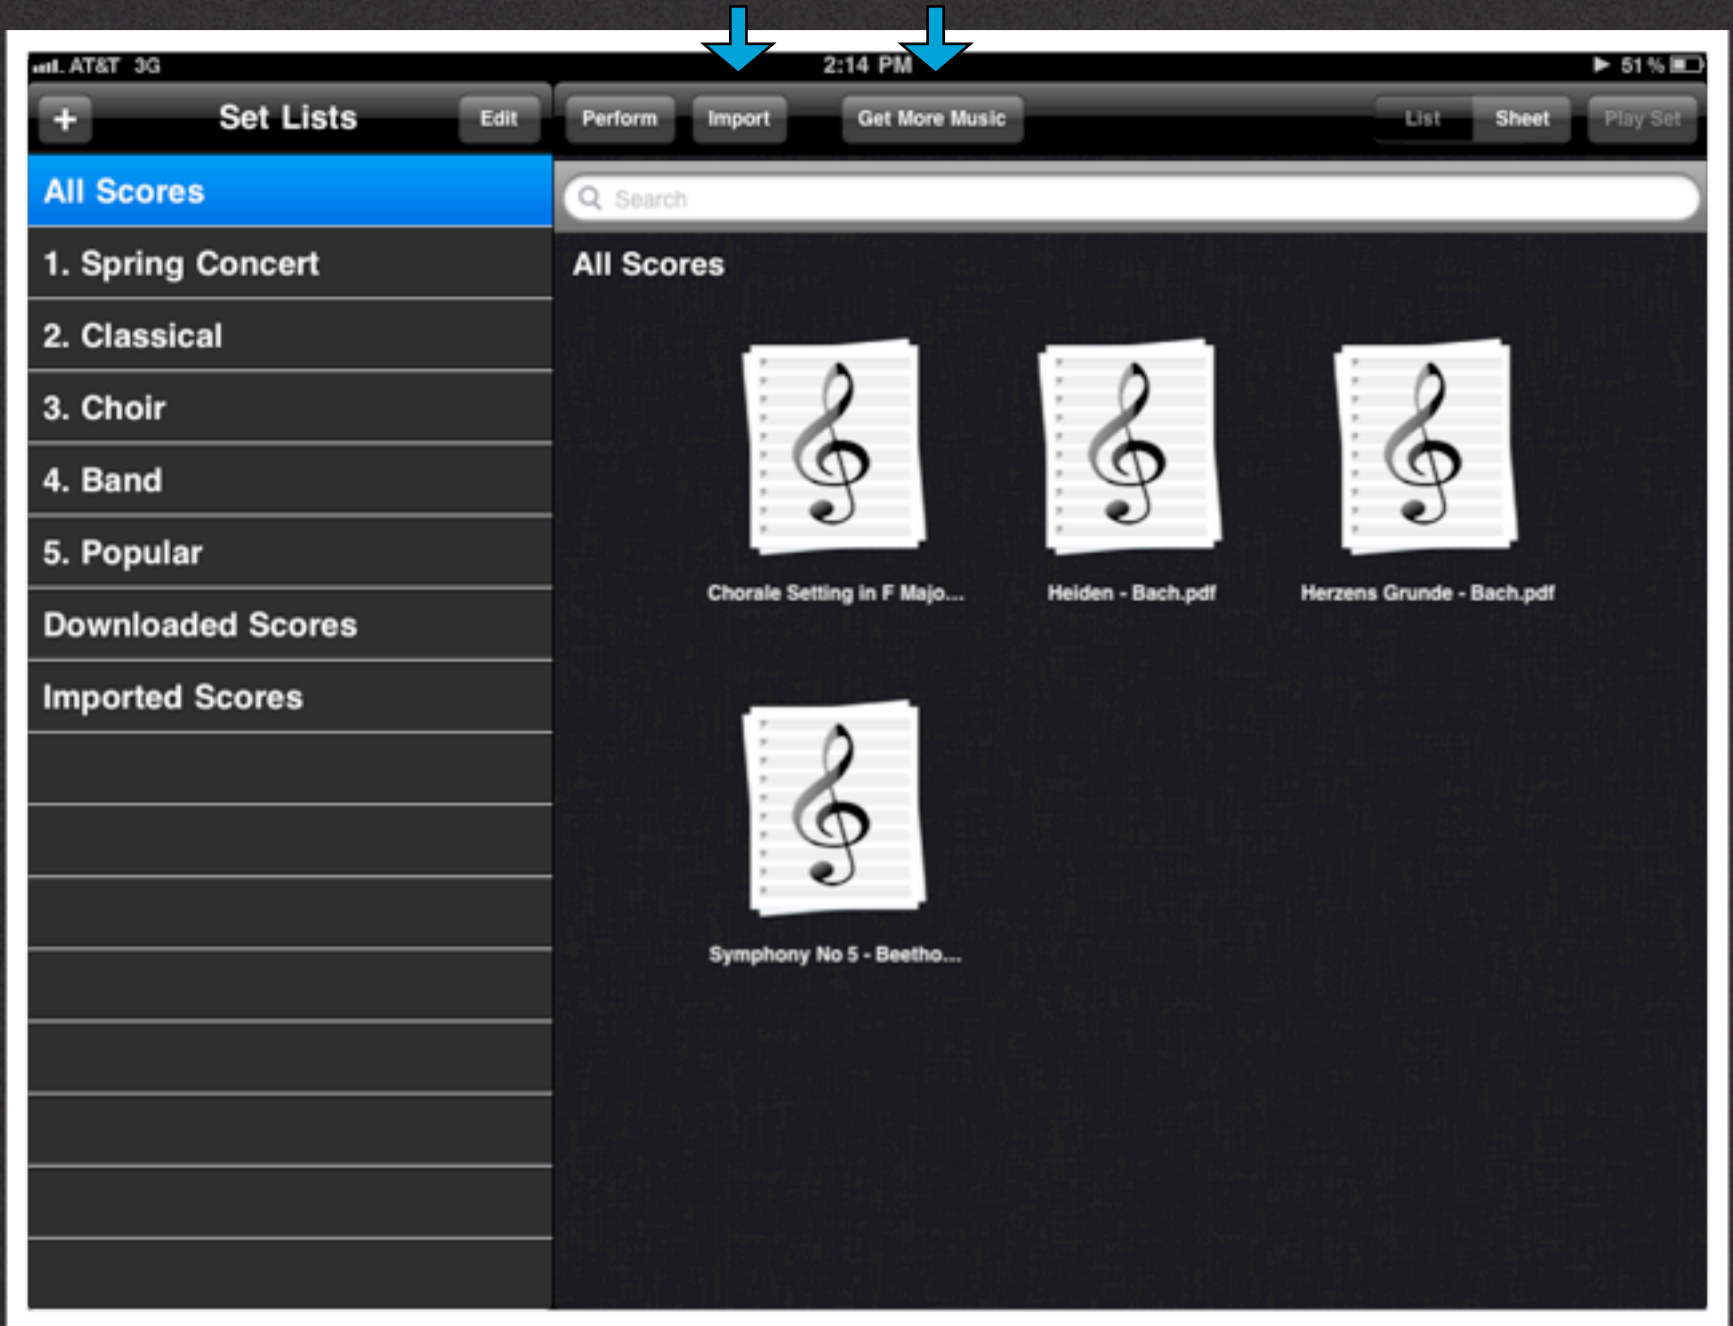 AT&T 3G
2:14 PM
51%
Set Lists
Edit
Perform
Import
Get More Music
List
Sheet
Play Set
All Scores
1. Spring Concert
2. Classical
3. Choir
4. Band
5. Popular
Downloaded Scores
Imported Scores
Search
All Scores
Chorale Setting in F Majo...
Heiden - Bach.pdf
Herzens Grunde - Bach.pdf
Symphony No 5 - Beetho...